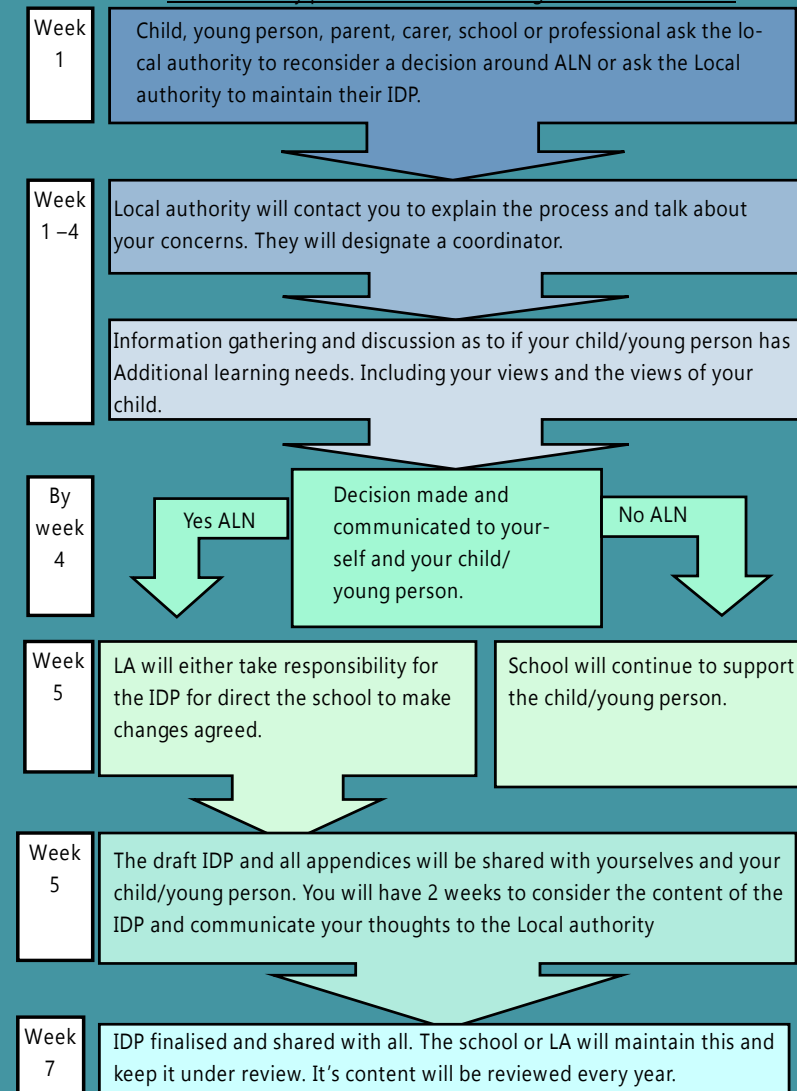 Week
1
Child, young person, parent, carer, school or professional ask the lo-
cal authority to reconsider a decision around ALN or ask the Local
authority to maintain their IDP.
Week
1 –4
Local authority will contact you to explain the process and talk about
your concerns. They will designate a coordinator.
Information gathering and discussion as to if your child/young person has
Additional learning needs. Including your views and the views of your
child.
By
week
4
Yes ALN
Decision made and
communicated to your-
self and your child/
young person.
No ALN
Week
5
LA will either take responsibility for
the IDP for direct the school to make
changes agreed.
School will continue to support
the child/young person.
Week
5
The draft IDP and all appendices will be shared with yourselves and your
child/young person. You will have 2 weeks to consider the content of the
IDP and communicate your thoughts to the Local authority
Week
7
IDP finalised and shared with all. The school or LA will maintain this and
keep it under review. It's content will be reviewed every year.